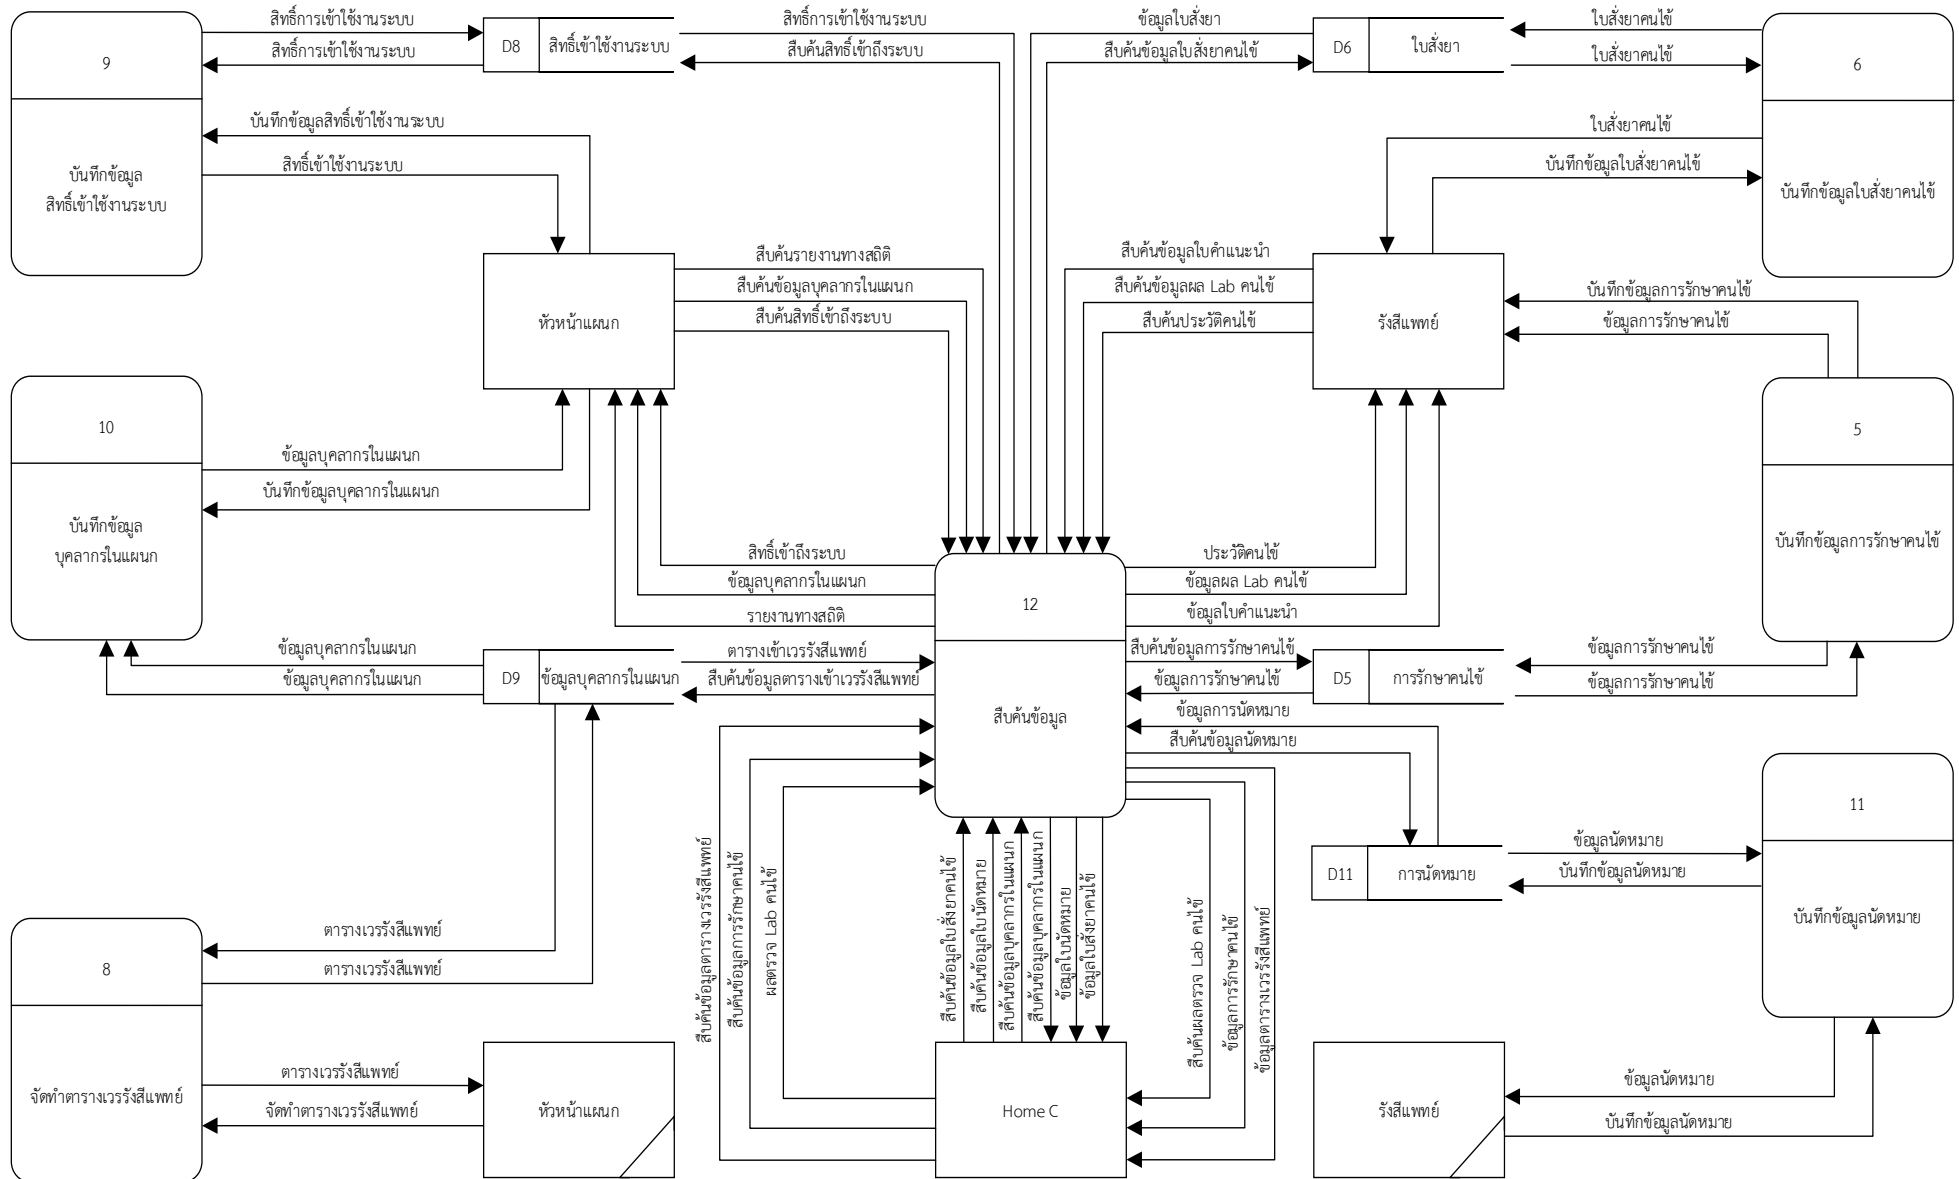 สิทธิ์การเข้าใช้งานระบบ
สิทธิ์การเข้าใช้งานระบบ
9
บันทึกข้อมูล
สิทธิ์เข้าใช้งานระบบ
D8
สิทธิ์เข้าใช้งานระบบ
สิทธิ์การเข้าใช้งานระบบ
สืบค้นสิทธิ์เข้าถึงระบบ
ข้อมูลใบสั่งยา
สืบค้นข้อมูลใบสั่งยาคนไข้
D6
ใบสั่งยา
ใบสั่งยาคนไข้
ใบสั่งยาคนไข้
6
บันทึกข้อมูลใบสั่งยาคนไข้
บันทึกข้อมูลสิทธิ์เข้าใช้งานระบบ
สิทธิ์เข้าใช้งานระบบ
ใบสั่งยาคนไข้
บันทึกข้อมูลใบสั่งยาคนไข้
หัวหน้าแผนก
สืบค้นรายงานทางสถิติ
สืบค้นข้อมูลบุคลากรในแผนก
สืบค้นสิทธิ์เข้าถึงระบบ
สืบค้นข้อมูลใบคำแนะนำ
สืบค้นข้อมูลผล Lab คนไข้
สืบค้นประวัติคนไข้
รังสีแพทย์
บันทึกข้อมูลการรักษาคนไข้
ข้อมูลการรักษาคนไข้
10
บันทึกข้อมูล
บุคลากรในแผนก
ข้อมูลบุคลากรในแผนก
บันทึกข้อมูลบุคลากรในแผนก
5
บันทึกข้อมูลการรักษาคนไข้
สิทธิ์เข้าถึงระบบ
ข้อมูลบุคลากรในแผนก
รายงานทางสถิติ
12
สืบค้นข้อมูล
ประวัติคนไข้
ข้อมูลผล Lab คนไข้
ข้อมูลใบคำแนะนำ
ข้อมูลบุคลากรในแผนก
ข้อมูลบุคลากรในแผนก
D9
ข้อมูลบุคลากรในแผนก
ตารางเข้าเวรรังสีแพทย์
สืบค้นข้อมูลตารางเข้าเวรรังสีแพทย์
สืบค้นข้อมูลการรักษาคนไข้
ข้อมูลการรักษาคนไข้
D5
การรักษาคนไข้
ข้อมูลการรักษาคนไข้
ข้อมูลการรักษาคนไข้
ข้อมูลการนัดหมาย
สืบค้นข้อมูลนัดหมาย
D11
การนัดหมาย
ข้อมูลนัดหมาย
บันทึกข้อมูลนัดหมาย
11
บันทึกข้อมูลนัดหมาย
สืบค้นข้อมูลตารางเวรรังสีแพทย์
สืบค้นข้อมูลการรักษาคนไข้
ผลตรวจ Lab คนไข้
สืบค้นข้อมูลใบสั่งยาคนไข้
สืบค้นข้อมูลใบนัดหมาย
สืบค้นข้อมูลบุคลากรในแผนก
สืบค้นข้อมูลบุคลากรในแผนก
ข้อมูลใบนัดหมาย
ข้อมูลใบสั่งยาคนไข้
สืบค้นผลตรวจ Lab คนไข้
ข้อมูลการรักษาคนไข้
ข้อมูลตารางเวรรังสีแพทย์
ตารางเวรรังสีแพทย์
ตารางเวรรังสีแพทย์
8
จัดทำตารางเวรรังสีแพทย์
ตารางเวรรังสีแพทย์
จัดทำตารางเวรรังสีแพทย์
หัวหน้าแผนก
Home C
รังสีแพทย์
ข้อมูลนัดหมาย
บันทึกข้อมูลนัดหมาย